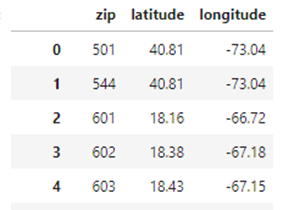 zip latitude longitude
0 501 40.81 -73.04
1 544 40.81 -73.04
2 601 18.16 -66.72
3 602 18.38 -67.18
4 603 18.43 -67.15